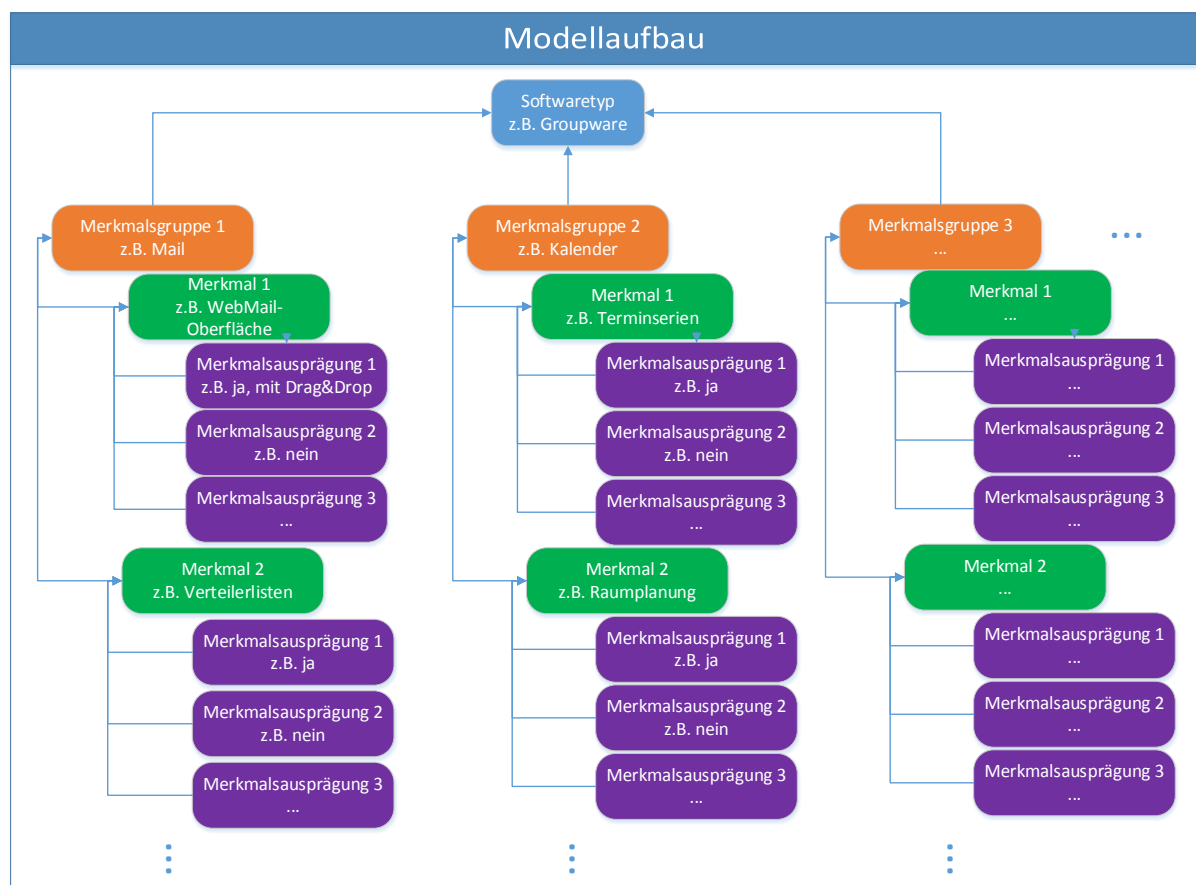 Modellaufbau
Softwaretyp
z.B. Groupware
Merkmalsgruppe 1
z.B. Mail
Merkmal 1
z.B. WebMail-
Oberfläche
Merkmalsausprägung 1
z.B. ja, mit Drag&Drop
Merkmalsausprägung 2
z.B. nein
Merkmalsausprägung 3
...
Merkmal 2
z.B. Verteilerlisten
Merkmalsausprägung 1
z.B. ja
Merkmalsausprägung 2
z.B. nein
Merkmalsausprägung 3
...
Merkmalsgruppe 2
z.B. Kalender
Merkmal 1
z.B. Terminserien
Merkmalsausprägung 1
z.B. ja
Merkmalsausprägung 2
z.B. nein
Merkmalsausprägung 3
...
Merkmal 2
z.B. Raumplanung
Merkmalsausprägung 1
z.B. ja
Merkmalsausprägung 2
z.B. nein
Merkmalsausprägung 3
...
Merkmalsgruppe 3
...
Merkmal 1
...
Merkmalsausprägung 1
...
Merkmalsausprägung 2
...
Merkmalsausprägung 3
...
Merkmal 2
...
Merkmalsausprägung 1
...
Merkmalsausprägung 2
...
Merkmalsausprägung 3
...